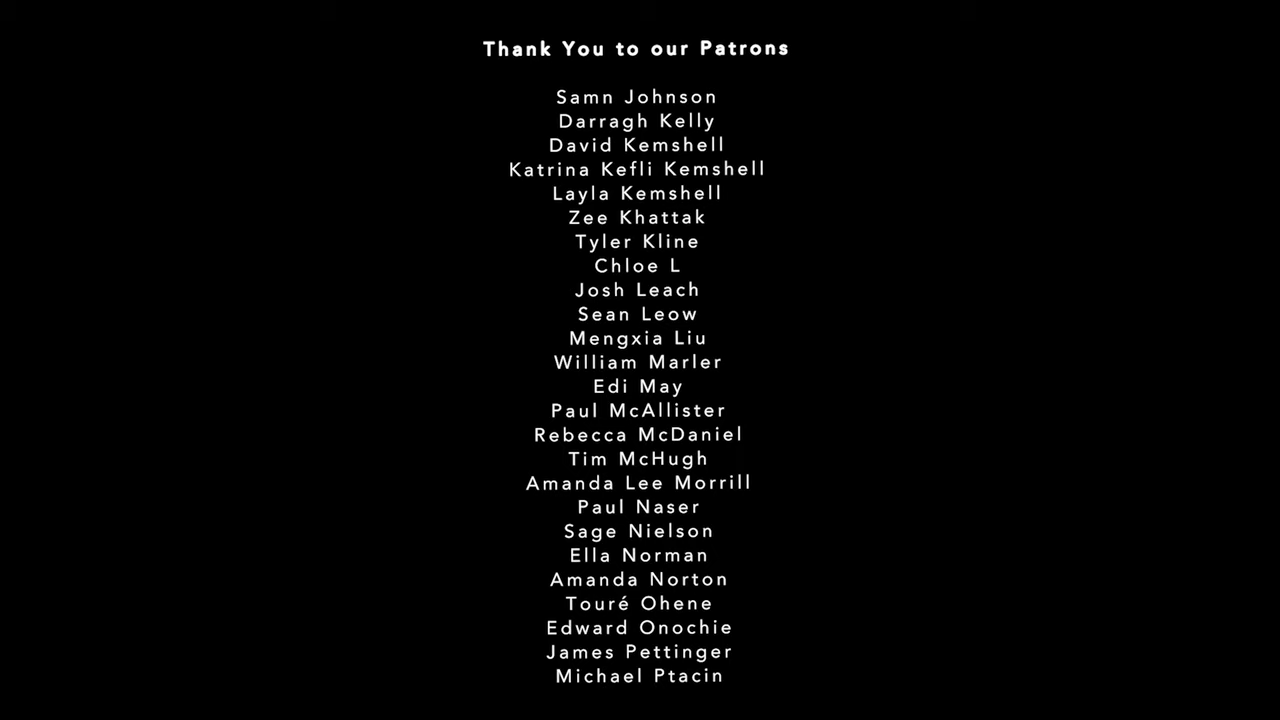 Thank You to our Patrons
Samn Johnson
Darragh Kelly
David Kemshell
Katrina Kefli Kemshell
Layla Kemshell
Zee Khattak
Tyler Kline
Chloe L
Josh Leach
Sean Leow
Mengxia Liu
William Marler
Edi May
Paul McAllister
Rebecca McDaniel
Tim McHugh
Amanda Lee Morrill
Paul Naser
Sage Nielson
Ella Norman
Amanda Norton
Touré Ohene
Edward Onochie
James Pettinger
Michael Ptacin